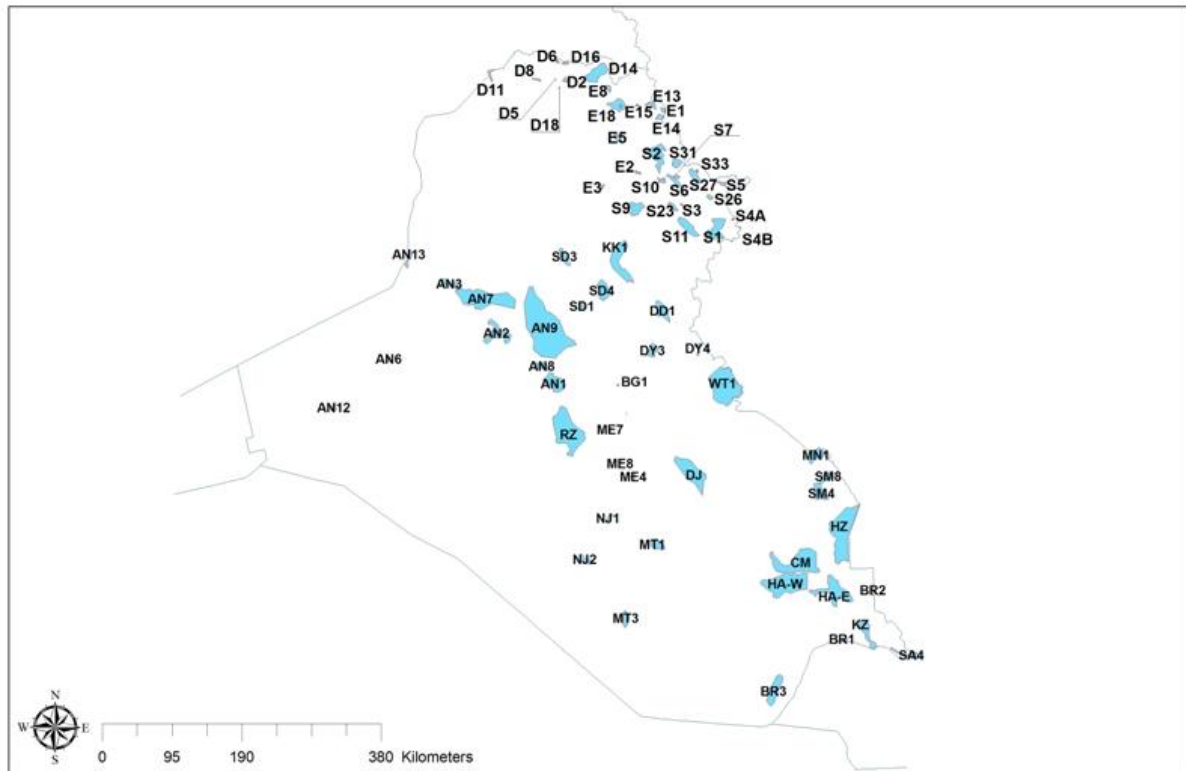 D6 D16
D8 D14
D11 D2
E8
D5 E13
E18 E15 E1
D18 E14
E5 S7
S2 S31
E2 S33
E3 S10 S6 S27 S5
S26
S9 S23 S3
S4A
S11 S1 S4B
KK1
AN13 SD3
AN3
SD4
AN7 SD1
DD1
AN2 AN9
DY3 DY4
AN6 AN8
AN1 BG1 WT1
AN12
RZ ME7
MN1
ME8
ME4 DJ SM8
SM4
NJ1 HZ
MT1
NJ2 CM
HA-W
HA-E BR2
MT3 KZ
BR1
SA4
BR3
N
W E
S
0 95 190 380 Kilometers